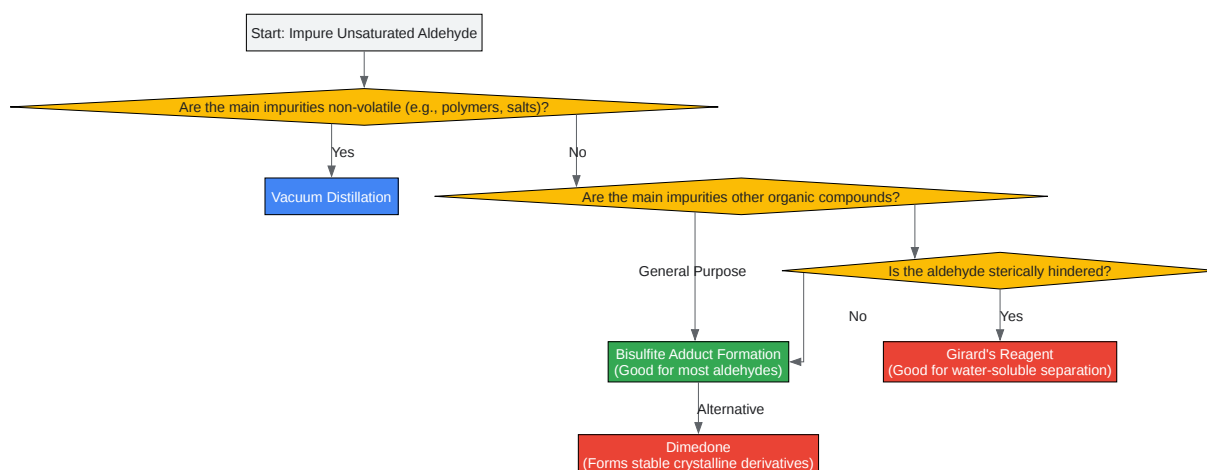 Start: Impure Unsaturated Aldehyde
Are the main impurities non-volatile (e.g., polymers, salts)?
Yes
No
Vacuum Distillation
Are the main impurities other organic compounds?
General Purpose
Is the aldehyde sterically hindered?
No
Yes
Bisulfite Adduct Formation
(Good for most aldehydes)
Girard's Reagent
(Good for water-soluble separation)
Alternative
Dimedone
(Forms stable crystalline derivatives)